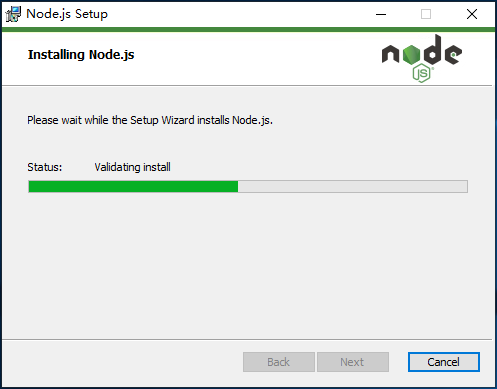 Node.js Setup
Installing Node.js
node
JS
Please wait while the Setup Wizard installs Node.js.
Status: Validating install
Back Next Cancel